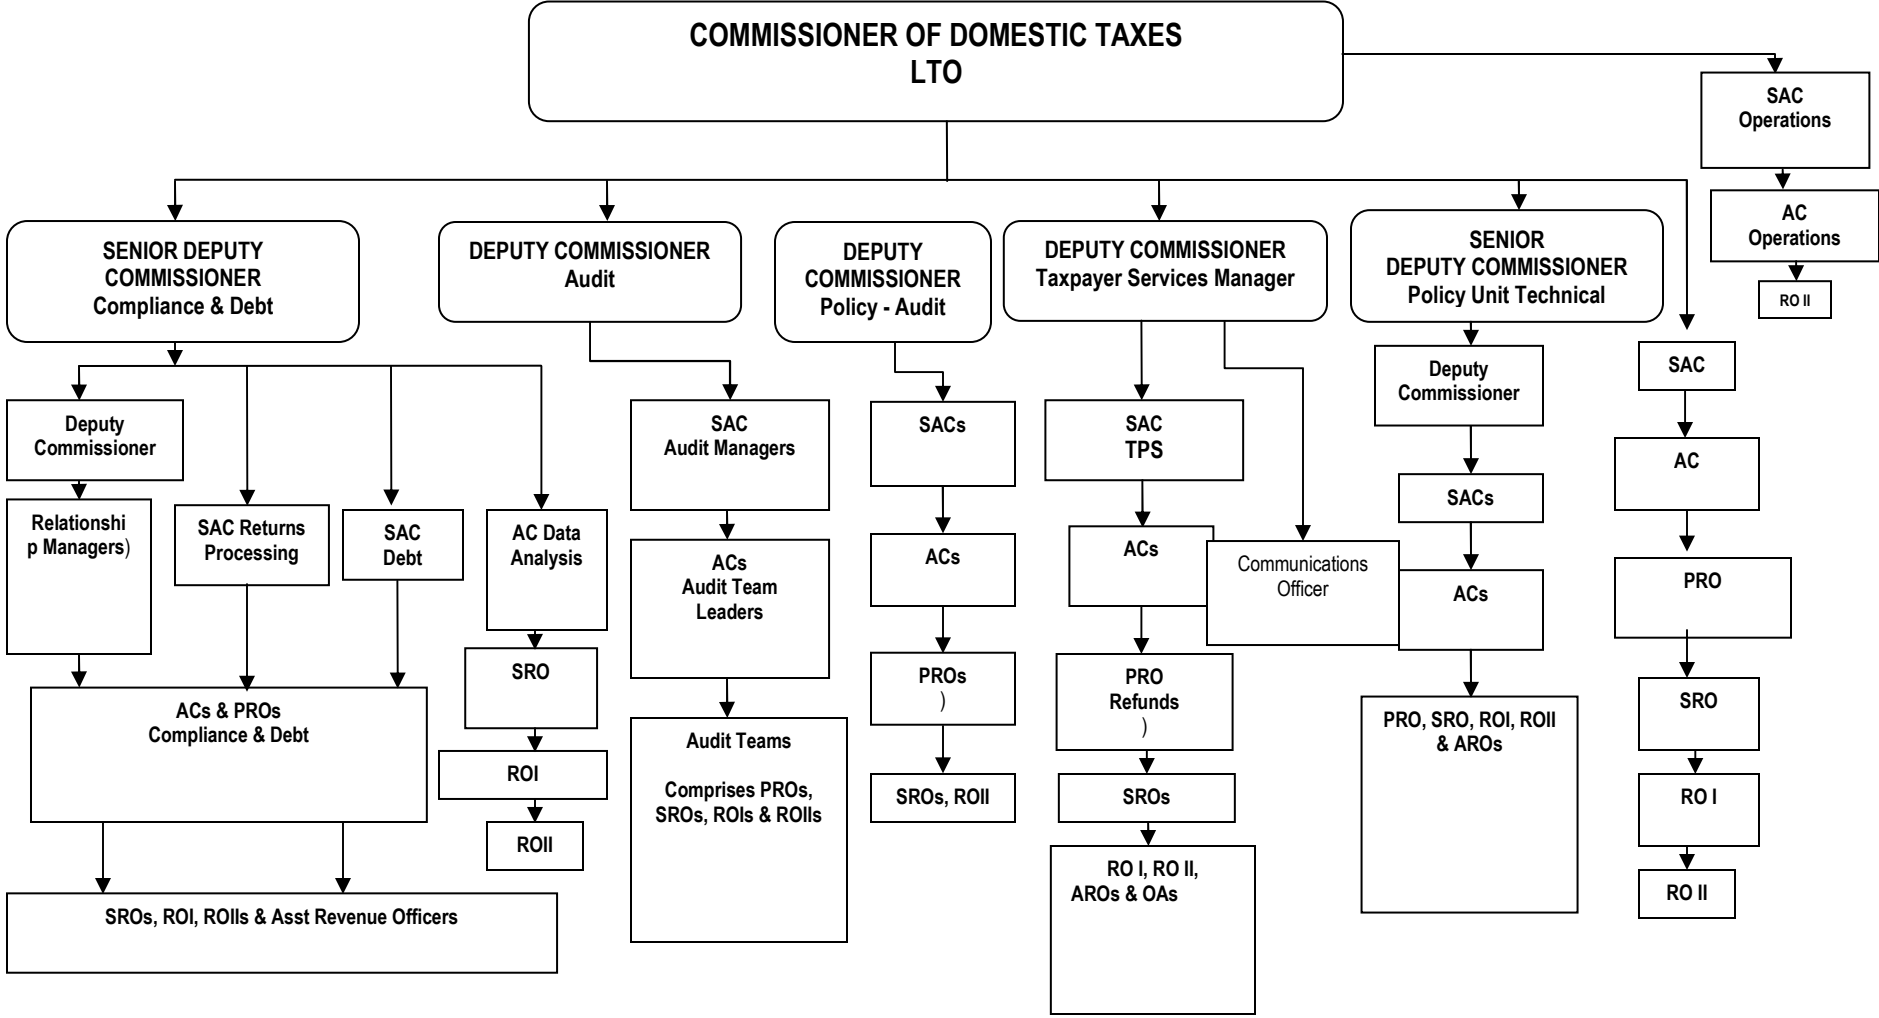 COMMISSIONER OF DOMESTIC TAXES
LTO
SAC
Operations
AC
Operations
RO II
SENIOR DEPUTY
COMMISSIONER
Compliance & Debt
DEPUTY COMMISSIONER
Audit
DEPUTY
COMMISSIONER
Policy - Audit
DEPUTY COMMISSIONER
Taxpayer Services Manager
SENIOR
DEPUTY COMMISSIONER
Policy Unit Technical
Deputy
Commissioner
Relationshi
p Managers)
SAC Returns
Processing
SAC
Debt
AC Data
Analysis
ACs & PROs
Compliance & Debt
SROs, ROI, ROIIs & Asst Revenue Officers
SRO
ROI
ROII
SAC
Audit Managers
ACs
Audit Team
Leaders
Audit Teams
Comprises PROs,
SROs, ROIs & ROIIs
SACs
ACs
PROs
)
SROs, ROII
SAC
TPS
ACs
Communications
Officer
PRO
Refunds
)
SROs
RO I, RO II,
AROs & OAs
Deputy
Commissioner
SACs
ACs
PRO, SRO, ROI, ROII
& AROs
SAC
AC
PRO
SRO
RO I
RO II